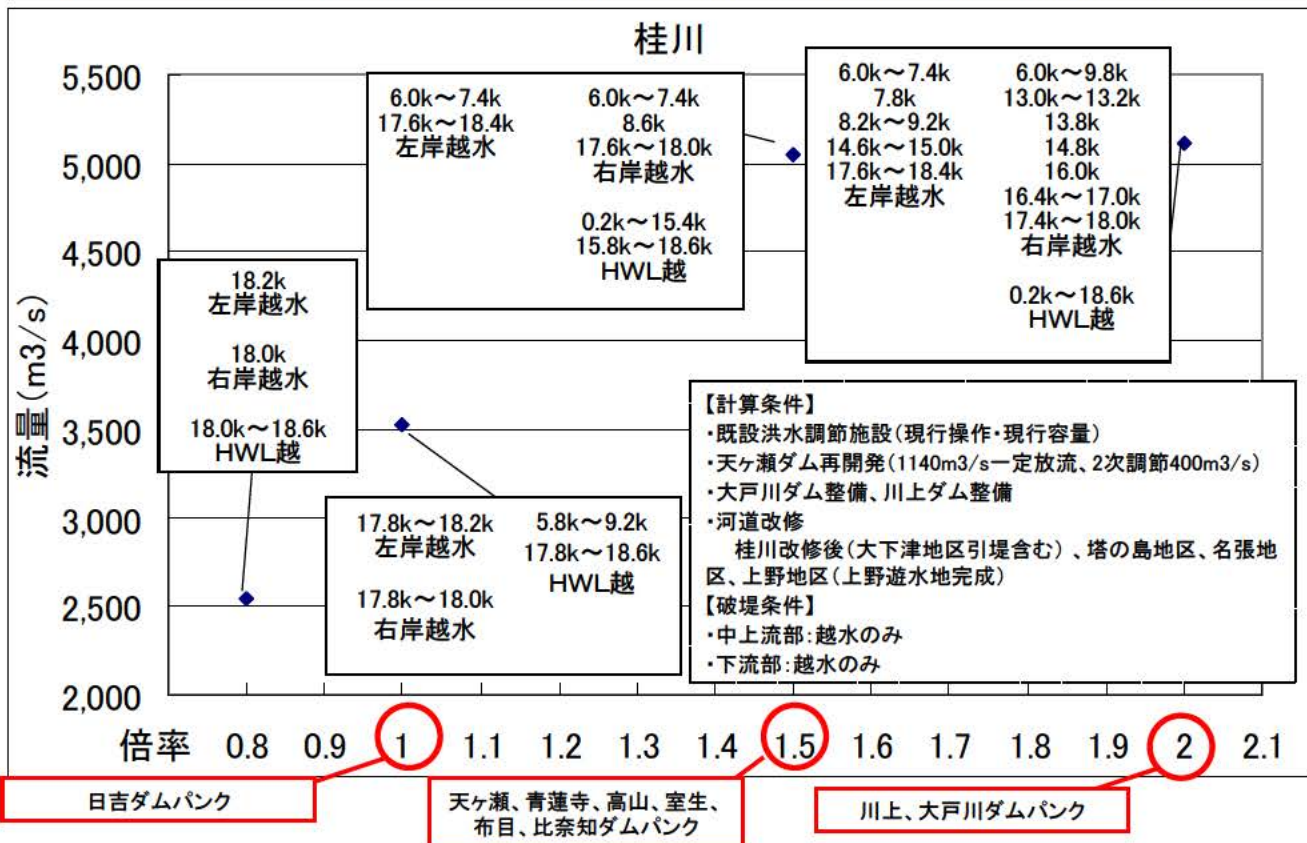 桂川
5,500
5,000
4,500
4,000
3,500
3,000
2,500
2,000
流量(m3/s)
18.2k
左岸越水
18.0k
右岸越水
18.0k～18.6k
HWL越
6.0k～7.4k
17.6k～18.4k
左岸越水
6.0k～7.4k
8.6k
17.6k～18.0k
右岸越水
0.2k～15.4k
15.8k～18.6k
HWL越
6.0k～7.4k
7.8k
8.2k～9.2k
14.6k～15.0k
17.6k～18.4k
左岸越水
6.0k～9.8k
13.0k～13.2k
13.8k
14.8k
16.0k
16.4k～17.0k
17.4k～18.0k
右岸越水
0.2k～18.6k
HWL越
17.8k～18.2k
左岸越水
17.8k～18.0k
右岸越水
5.8k～9.2k
17.8k～18.6k
HWL越
【計算条件】
・既設洪水調節施設(現行操作・現行容量)
・天ヶ瀬ダム再開発(1140m3/s一定放流、2次調節400m3/s)
・大戸川ダム整備、川上ダム整備
・河道改修
桂川改修後(大下津地区引堤含む)、塔の島地区、名張地
区、上野地区(上野遊水地完成)
【破堤条件】
・中上流部:越水のみ
・下流部:越水のみ
倍率 0.8 0.9 1 1.1 1.2 1.3 1.4 1.5 1.6 1.7 1.8 1.9 2 2.1
日吉ダムパンク
天ヶ瀬、青蓮寺、高山、室生、
布目、比奈知ダムパンク
川上、大戸川ダムパンク